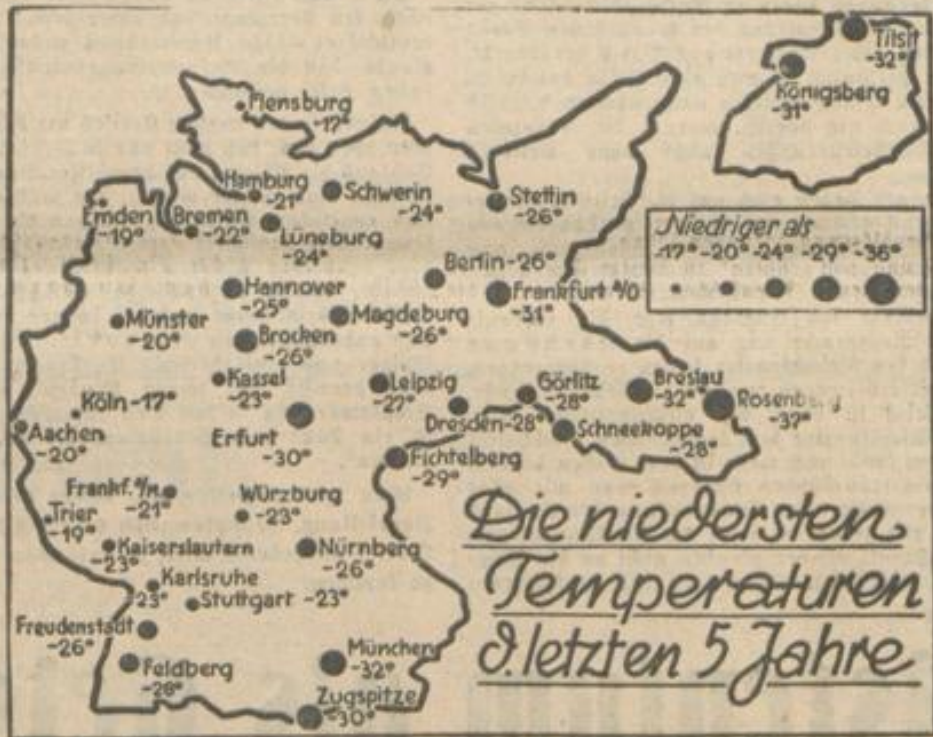 Tilsit
-32°
Königsberg
-31°
Flensburg
-17°
Hamburg
-21°
Schwerin
-24°
Stettin
-26°
Emden
-19°
Bremen
-22°
Lüneburg
-24°
Niedriger als
-17° -20° -24° -29° -36°
Berlin -26°
Hannover
-25°
Frankfurt a/O
-31°
Münster
-20°
Magdeburg
-26°
Brocken
-26°
Kassel
-23°
Leipzig
-27°
Görlitz
-28°
Breslau
-32°
Rosenb
-37°
Köln -17°
Aachen
-20°
Erfurt
-30°
Dresden -28°
Schneekoppe
-28°
Fichtelberg
-29°
Frankf. a/M.
-21°
Würzburg
-23°
Trier
-19°
Kaiserslautern
-23°
Nürnberg
-26°
Karlsruhe
-23°
Stuttgart -23°
Freudenstadt
-26°
Feldberg
München
-32°
Zugspitze
-30°
Die niedersten
Temperaturen
d. letzten 5 Jahre